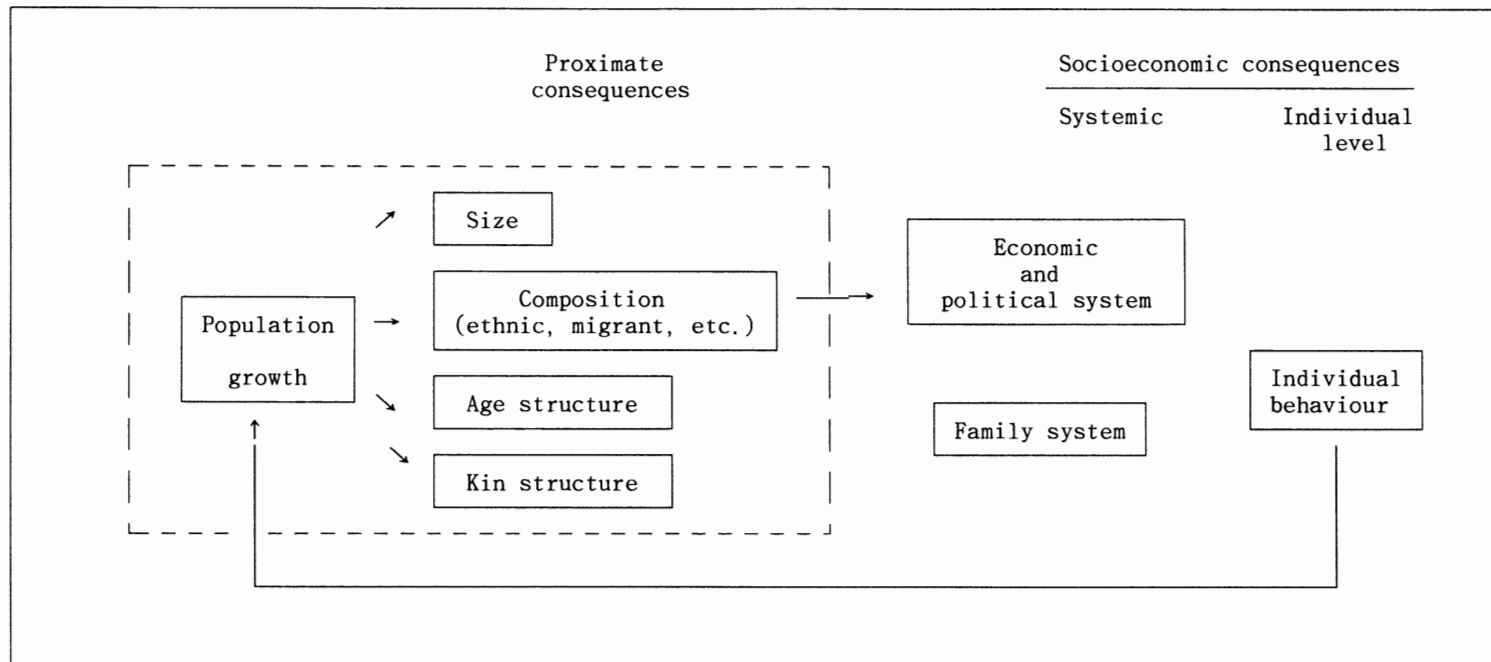 Proximate
consequences
Socioeconomic consequences
Systemic
Individual
level
Size
Composition
(ethnic, migrant, etc.)
Population
growth
Age structure
Kin structure
Economic
and
political system
Family system
Individual
behaviour